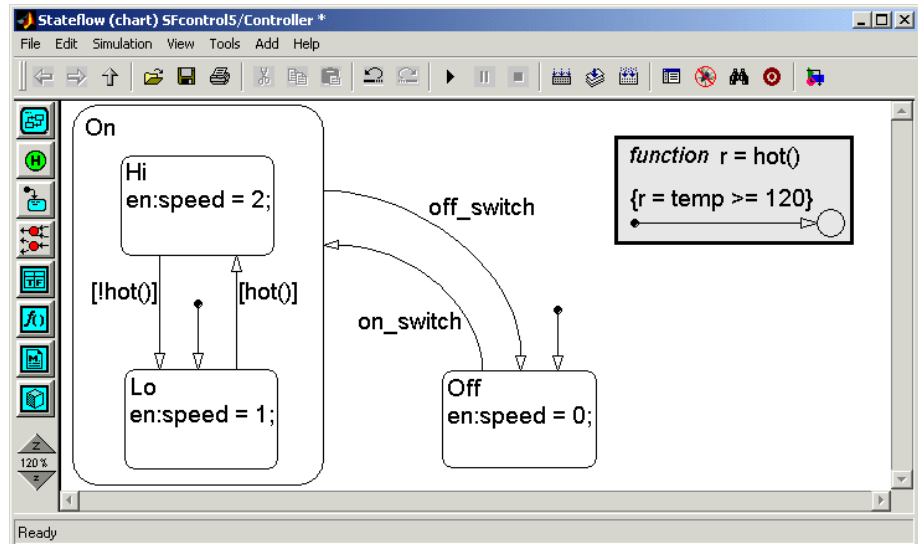 Stateflow (chart) SFcontrol5/Controller *
File Edit Simulation View Tools Add Help
On
Hi
en:speed = 2;
[!hot()]
[hot()]
Lo
en:speed = 1;
off_switch
on_switch
Off
en:speed = 0;
function r = hot()
{r = temp >= 120}
H
TF
f()
M
Z
120 %
Z
Ready